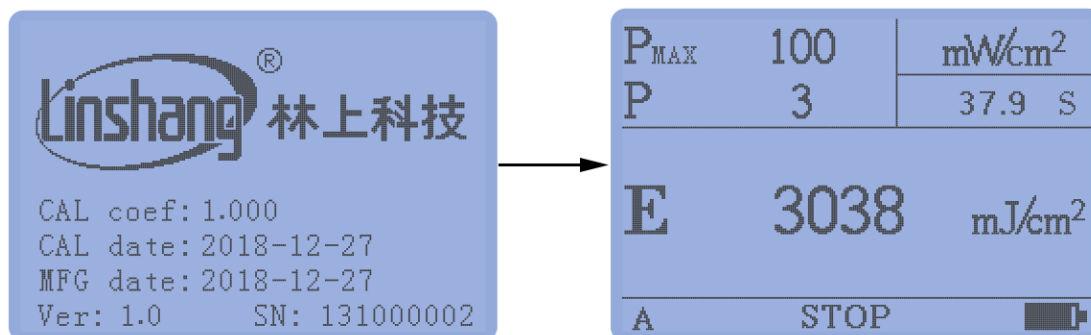 Linshang® 林上科技
CAL coef: 1.000
CAL date: 2018-12-27
MFG date: 2018-12-27
Ver: 1.0 SN: 131000002
PMAX 100 mW/cm²
P 3 37.9 S
E 3038 mJ/cm²
A STOP